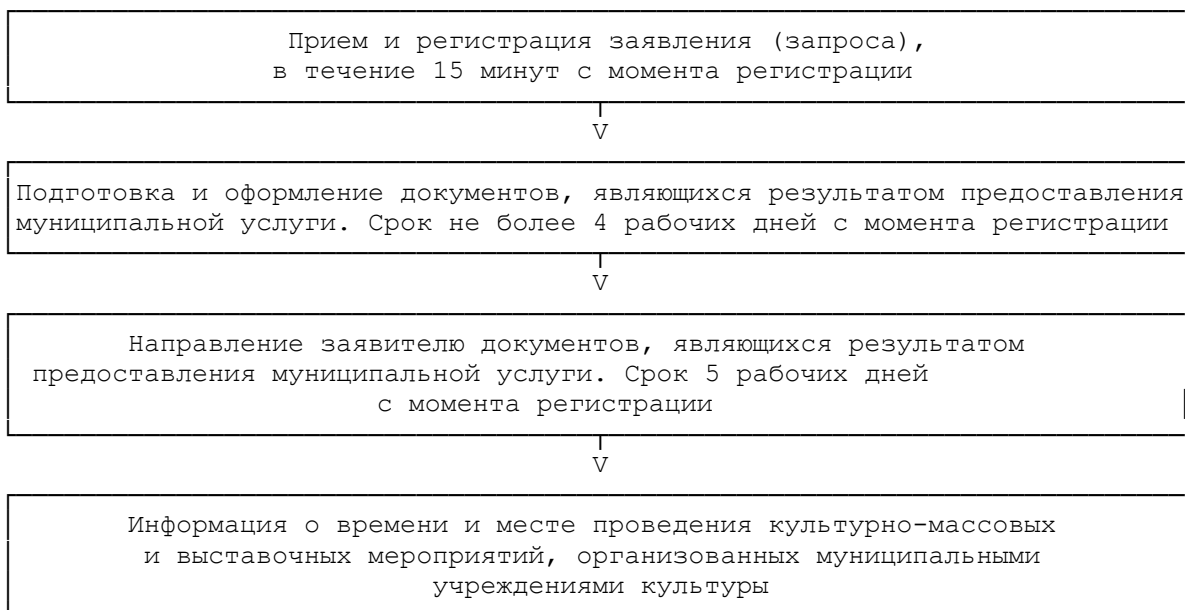 Прием и регистрация заявления (запроса),
в течение 15 минут с момента регистрации
V
Подготовка и оформление документов, являющихся результатом предоставления
муниципальной услуги. Срок не более 4 рабочих дней с момента регистрации
V
Направление заявителю документов, являющихся результатом
предоставления муниципальной услуги. Срок 5 рабочих дней
с момента регистрации
V
Информация о времени и месте проведения культурно-массовых
и выставочных мероприятий, организованных муниципальными
учреждениями культуры